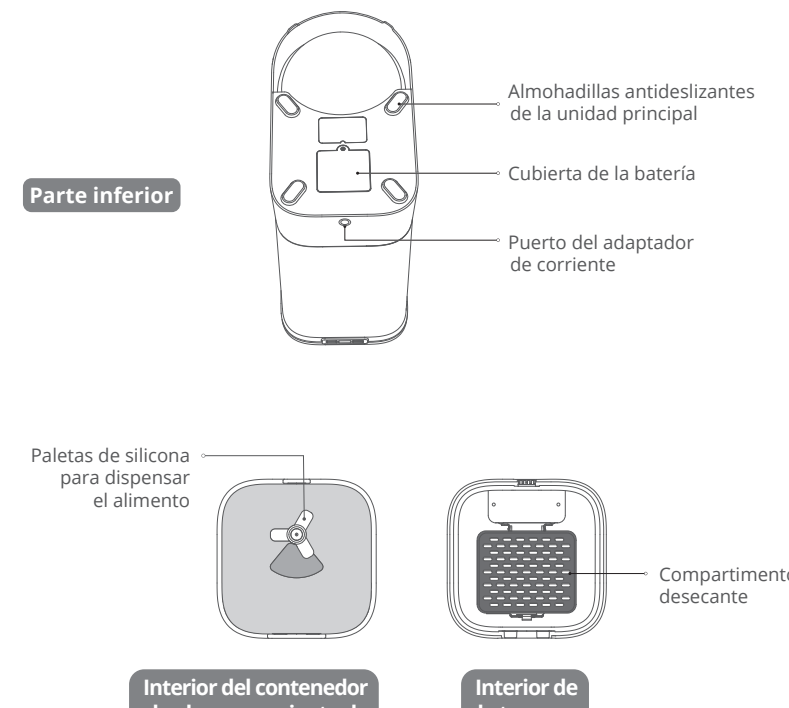 Almohadillas antideslizantes
de la unidad principal
Cubierta de la batería
Parte inferior
Puerto del adaptador
de corriente
Paletas de silicona
para dispensar
el alimento
Compartimento
desecante
Interior del contenedor
Interior de